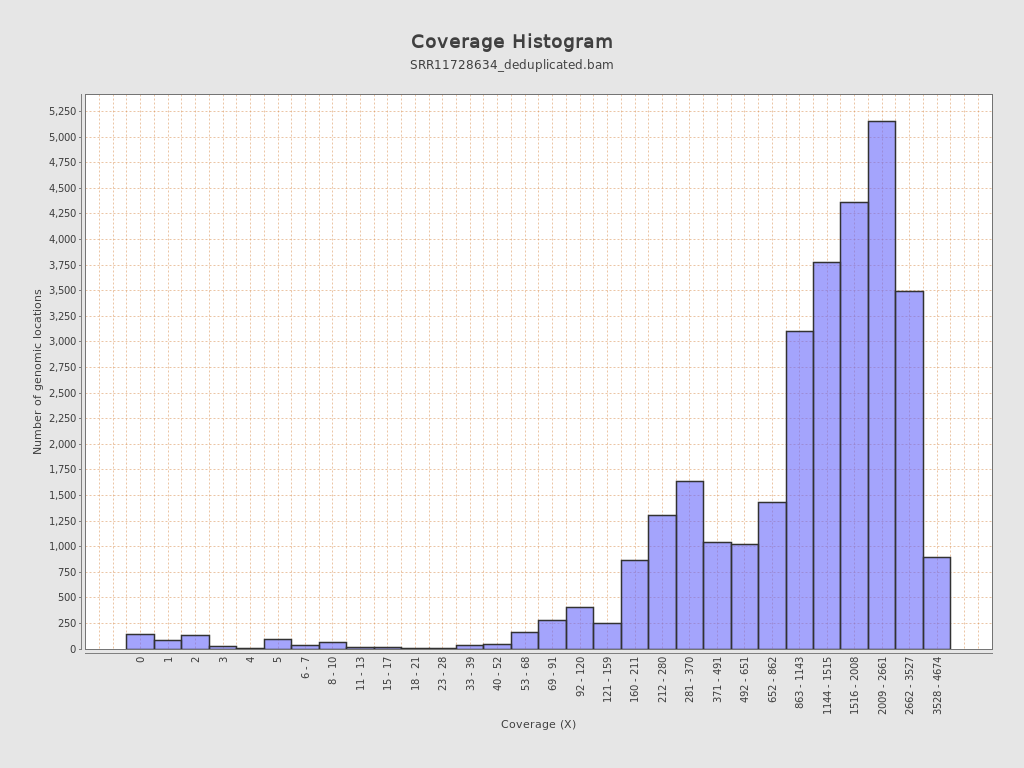 Coverage Histogram
SRR11728634_deduplicated.bam
Number of genomic locations
5,250
5,000
4,750
4,500
4,250
4,000
3,750
3,500
3,250
3,000
2,750
2,500
2,250
2,000
1,750
1,500
1,250
1,000
750
500
250
0
0
1
2
3
4
5
6 - 7
8 - 10
11 - 13
15 - 17
18 - 21
23 - 28
33 - 39
40 - 52
53 - 68
69 - 91
92 - 120
121 - 159
160 - 211
212 - 280
281 - 370
371 - 491
492 - 651
652 - 862
863 - 1143
1144 - 1515
1516 - 2008
2009 - 2661
2662 - 3527
3528 - 4674
Coverage (X)